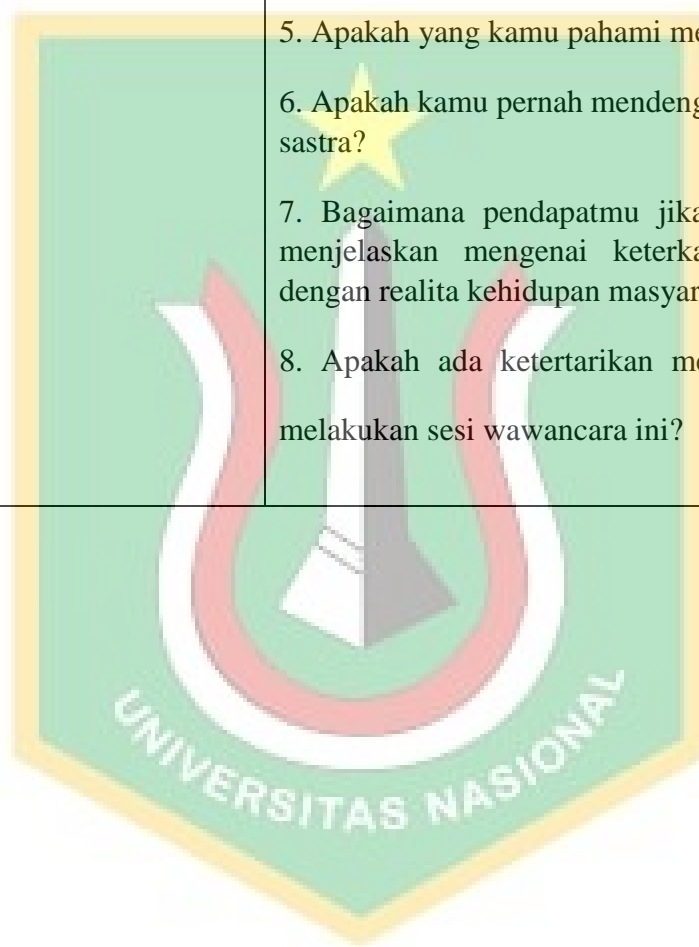 5. Apakah yang kamu pahami me
6. Apakah kamu pernah mendeng
sastra?
7. Bagaimana pendapatmu jika
menjelaskan mengenai keterka
dengan realita kehidupan masyar
8. Apakah ada ketertarikan me
melakukan sesi wawancara ini?
UNIVERSITAS NASIONAL